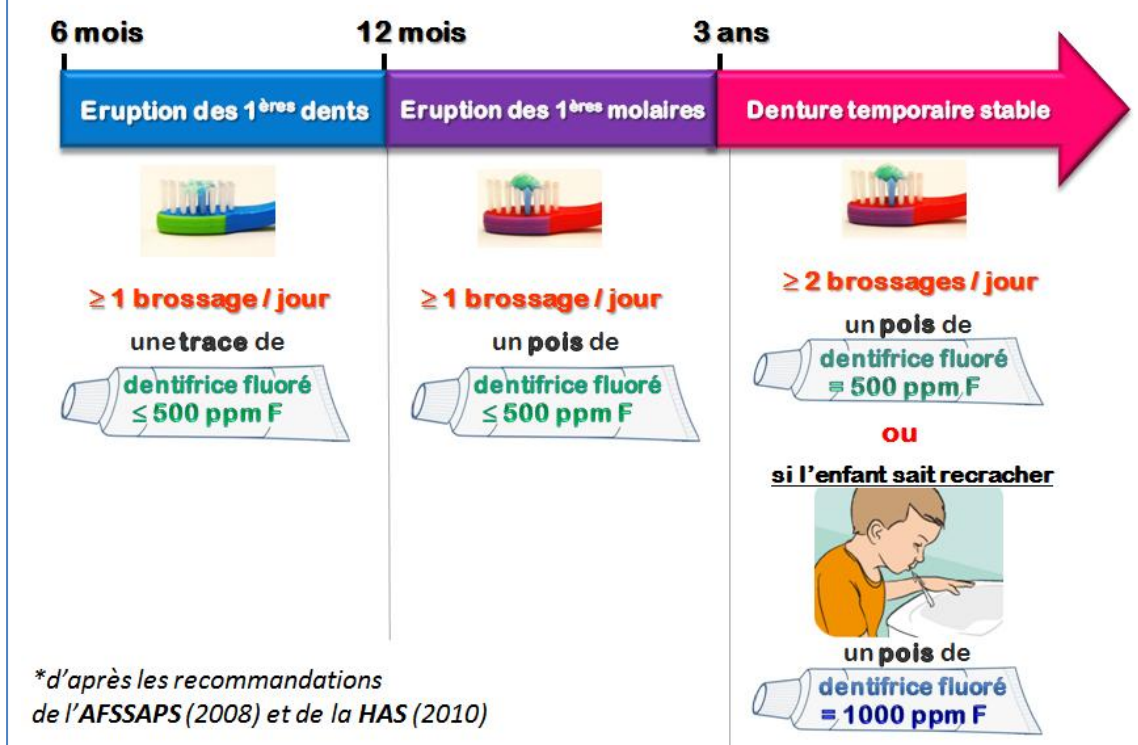 6 mois
12 mois
3 ans
Eruption des 1ères dents
Eruption des 1ères molaires
Denture temporaire stable
≥ 1 brossage / jour
une trace de
dentifrice fluoré
≤ 500 ppm F
≥ 1 brossage / jour
un pois de
dentifrice fluoré
≤ 500 ppm F
≥ 2 brossages / jour
un pois de
dentifrice fluoré
= 500 ppm F
ou
si l'enfant sait recracher
un pois de
dentifrice fluoré
= 1000 ppm F
*d'après les recommandations
de l'AFSSAPS (2008) et de la HAS (2010)